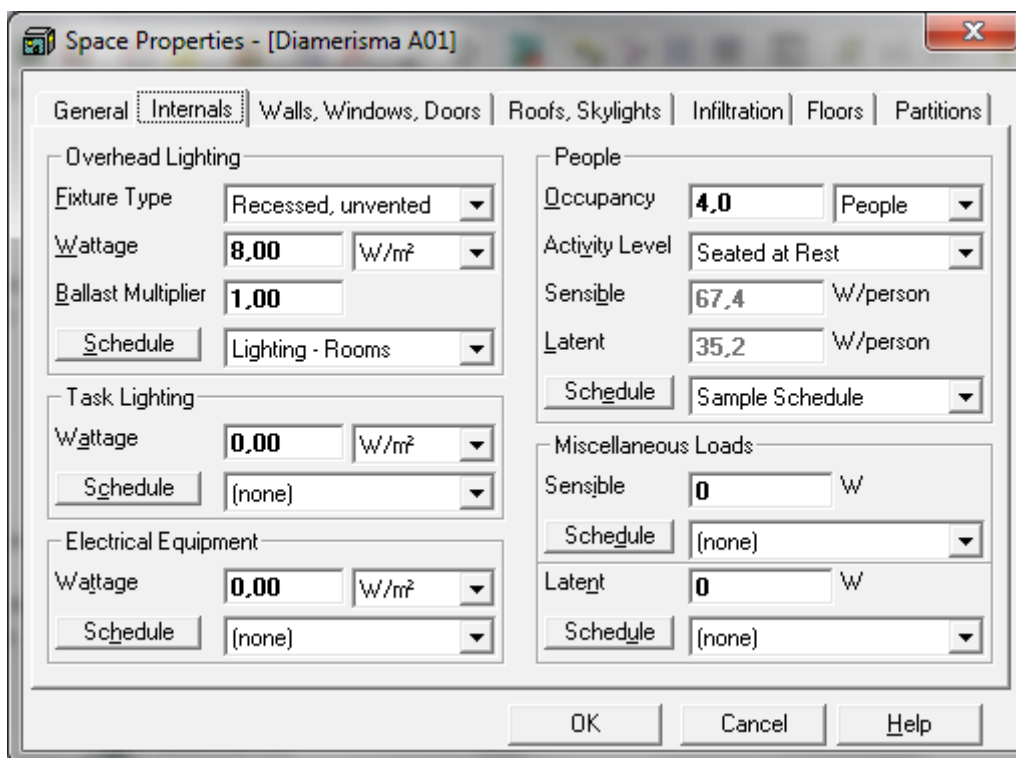 Space Properties - [Diamerisma A01]
General
Internals
Walls, Windows, Doors
Roofs, Skylights
Infiltration
Floors
Partitions
Overhead Lighting
Fixture Type
Recessed, unvented
Wattage
8,00
W/m²
Ballast Multiplier
1,00
Schedule
Lighting - Rooms
Task Lighting
Wattage
0,00
W/m²
Schedule
(none)
Electrical Equipment
Wattage
0,00
W/m²
Schedule
(none)
People
Occupancy
4,0
People
Activity Level
Seated at Rest
Sensible
67,4
W/person
Latent
35,2
W/person
Schedule
Sample Schedule
Miscellaneous Loads
Sensible
0
W
Schedule
(none)
Latent
0
W
Schedule
(none)
OK
Cancel
Help